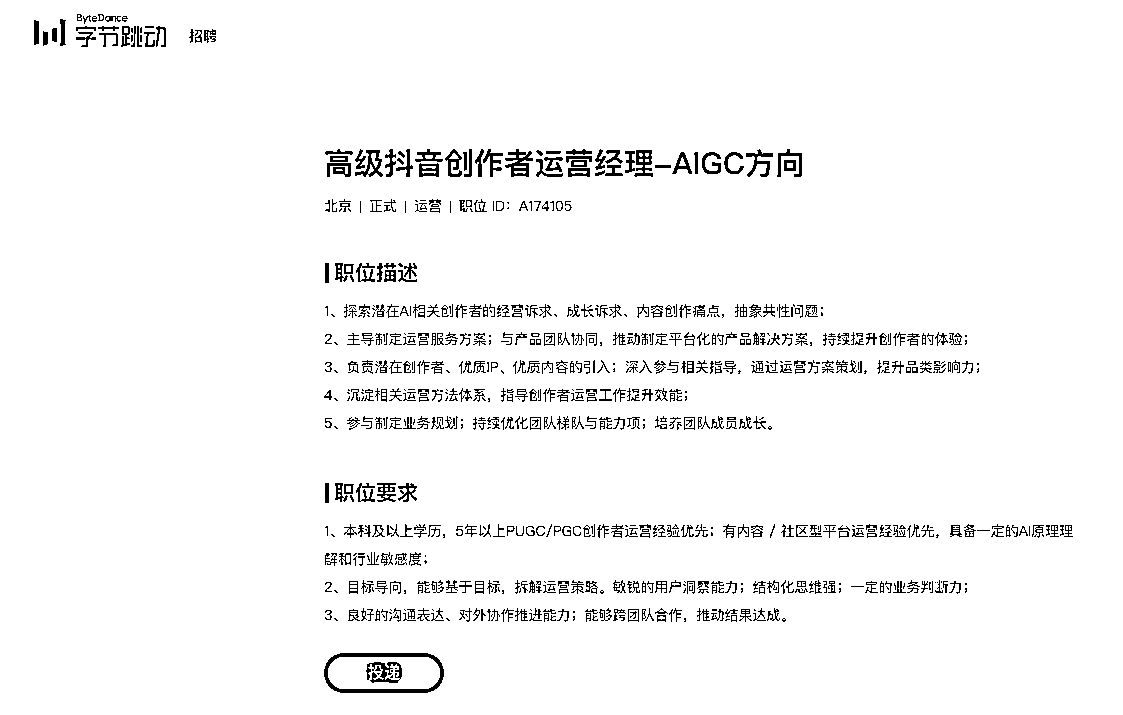 ByteDance
字节跳动 招聘
高级抖音创作者运营经理-AIGC方向
北京 | 正式 | 运营 | 职位 ID：A174105
职位描述
1、探索潜在AI相关创作者的经营诉求、成长诉求、内容创作痛点，抽象共性问题；
2、主导制定运营服务方案；与产品团队协同，推动制定平台化的产品解决方案，持续提升创作者的体验；
3、负责潜在创作者、优质IP、优质内容的引入；深入参与相关指导，通过运营方案策划，提升品类影响力；
4、沉淀相关运营方法体系，指导创作者运营工作提升效能；
5、参与制定业务规划；持续优化团队梯队与能力项；培养团队成员成长。
职位要求
1、本科及以上学历，5年以上PUGC/PGC创作者运营经验优先；有内容 / 社区型平台运营经验优先，具备一定的AI原理理
解和行业敏感度；
2、目标导向，能够基于目标，拆解运营策略。敏锐的用户洞察能力；结构化思维强；一定的业务判断力；
3、良好的沟通表达、对外协作推进能力；能够跨团队合作，推动结果达成。
投递